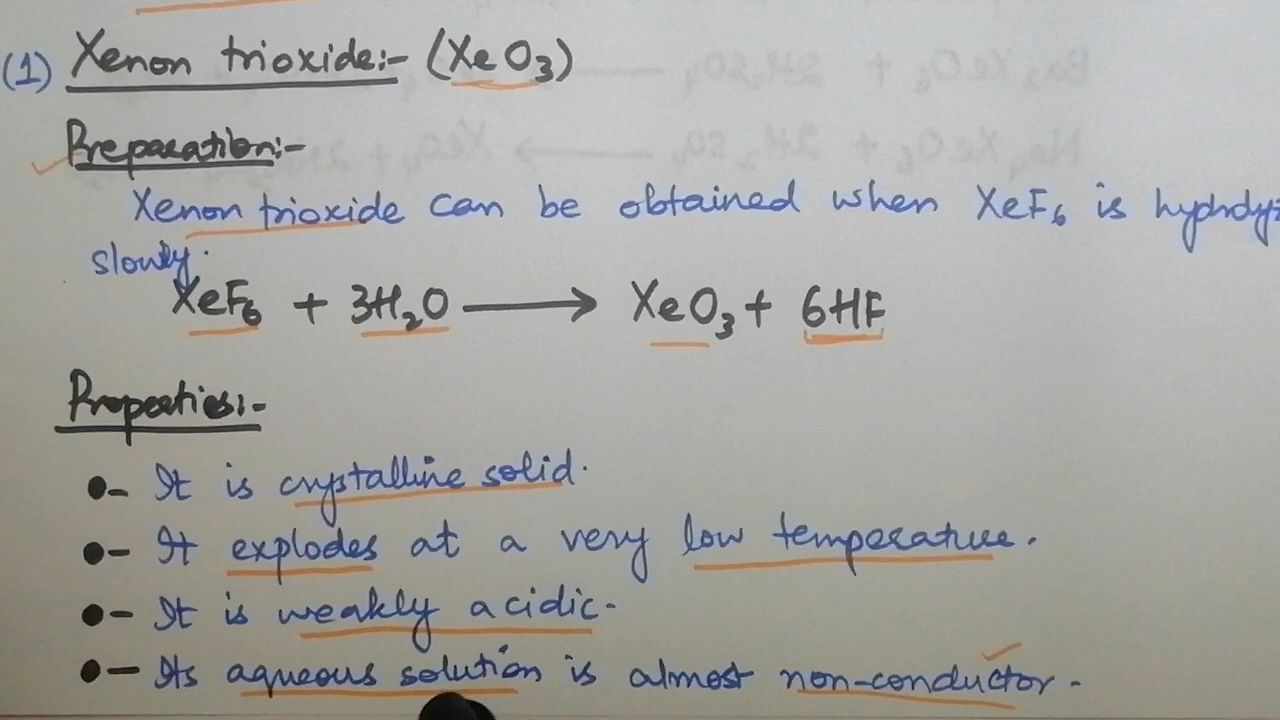 (1) Xenon trioxide:- (XeO₃)
Preparation:-
Xenon trioxide can be obtained when XeF₆ is
slowly.
XeF₆ + 3H₂O ⟶ XeO₃ + 6HF
Properties:-
●- It is crystalline solid.
●- It explodes at a very low temperature.
●- It is weakly acidic-
●- Its aqueous solution is almost non-conductor-